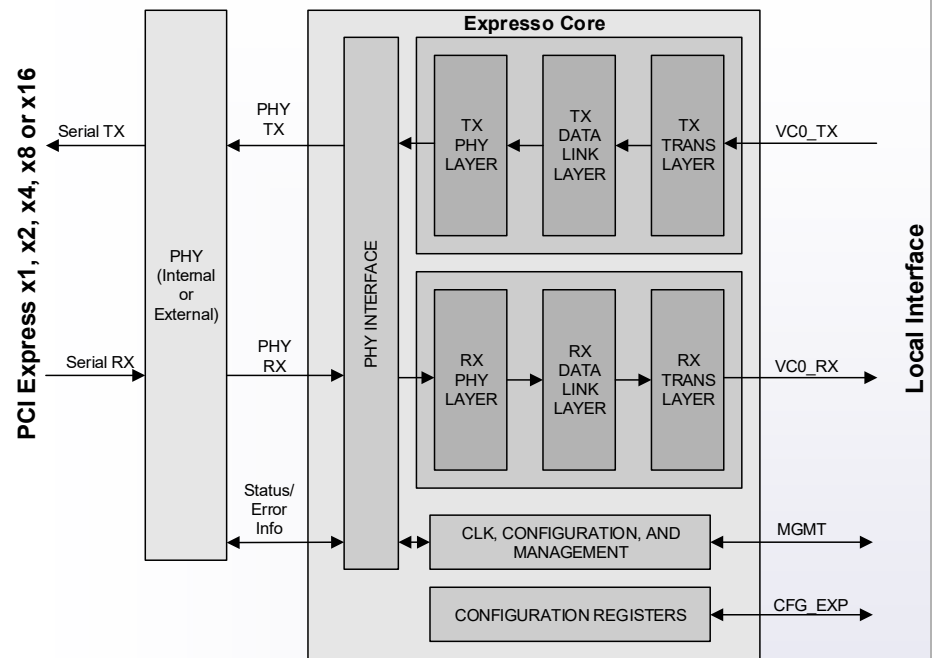 Expresso Core
PCI Express x1, x2, x4, x8 or x16
Serial TX
PHY
TX
TX
PHY
LAYER
TX
DATA
LINK
LAYER
TX
TRANS
LAYER
VC0_TX
PHY
(Internal
or
External)
PHY INTERFACE
Local Interface
Serial RX
PHY
RX
RX
PHY
LAYER
RX
DATA
LINK
LAYER
RX
TRANS
LAYER
VC0_RX
Status/
Error
Info
CLK, CONFIGURATION, AND
MANAGEMENT
MGMT
CONFIGURATION REGISTERS
CFG_EXP